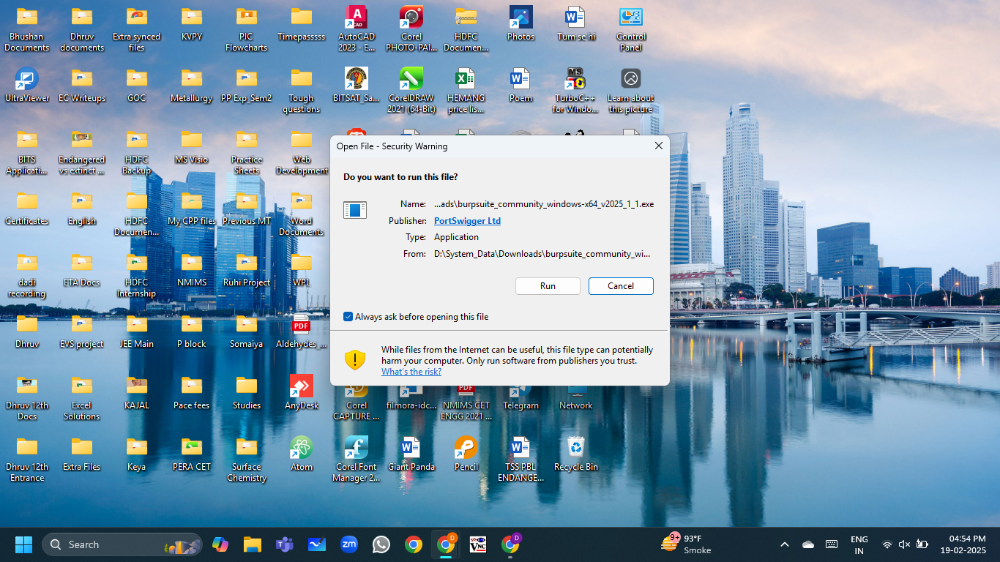 Bhushan Documents
Dhruv documents
Extra synced files
KVPY
PIC Flowcharts
Timepasssss
AutoCAD 2023 - E...
Corel PHOTO-PAI...
HDFC Documen...
Photos
Tum se hi
Control Panel
UltraViewer
EC Writeups
GOC
Metallurgy
PP Exp_Sem2
Tough questions
BITSAT_Sa...
CorelDRAW 2021 (64-Bit)
HEMANG price lis...
Poem
TurboC++ for Windo...
Learn about this picture
BITS Applicati...
Endangered vs extinct ...
HDFC Backup
MS Visio
Practice Sheets
Web Development
Open File - Security Warning
Do you want to run this file?
Name: ...ads\burpsuite_community_windows-x64_v2025_1_1.exe
Publisher: PortSwigger Ltd
Type: Application
From: D:\System_Data\Downloads\burpsuite_community_wi...
Run
Cancel
Always ask before opening this file
While files from the Internet can be useful, this file type can potentially
harm your computer. Only run software from publishers you trust.
What's the risk?
Certificates
English
HDFC Documen...
My CPP files
Previous MT
Word Documents
dadi recording
ETA Docs
HDFC Internship
NMIMS
Ruhi Project
WPL
Dhruv
EVS project
JEE Main
P block
Somaiya
PDF
Aldehydes_...
Dhruv 12th Docs
Excel Solutions
KAJAL
Pace fees
Studies
AnyDesk
Corel CAPTURE ...
filmora-idc...
NMIMS CET ENGG 2021 ...
Telegram
Network
Dhruv 12th Entrance
Extra Files
Keya
PERA CET
Surface Chemistry
Atom
Corel Font Manager 2...
Giant Panda
Pencil
TSS PBL ENDANGE...
Recycle Bin
Search
zm
VNC
9+
93°F
Smoke
ENG
IN
04:54 PM
19-02-2025